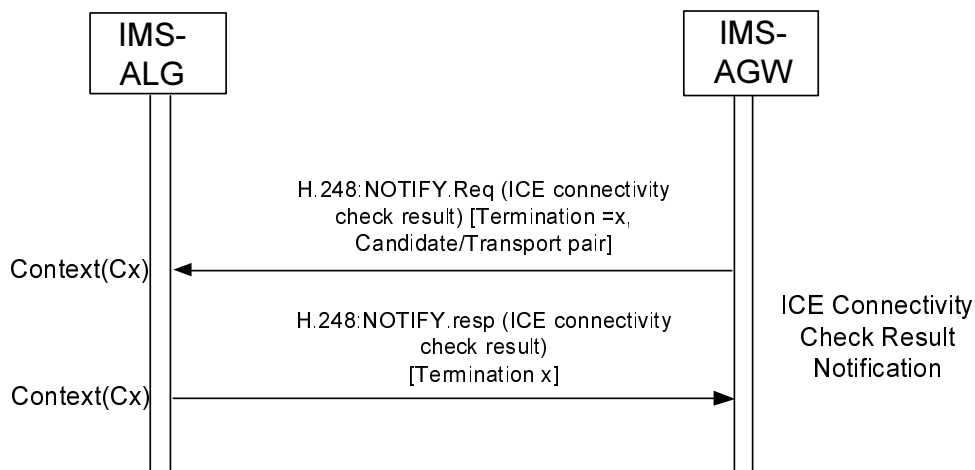 IMS-
ALG
IMS-
AGW
H.248:NOTIFY.Req (ICE connectivity
check result) [Termination =x,
Candidate/Transport pair]
Context(Cx)
H.248:NOTIFY.resp (ICE connectivity
check result)
[Termination x]
Context(Cx)
ICE Connectivity
Check Result
Notification